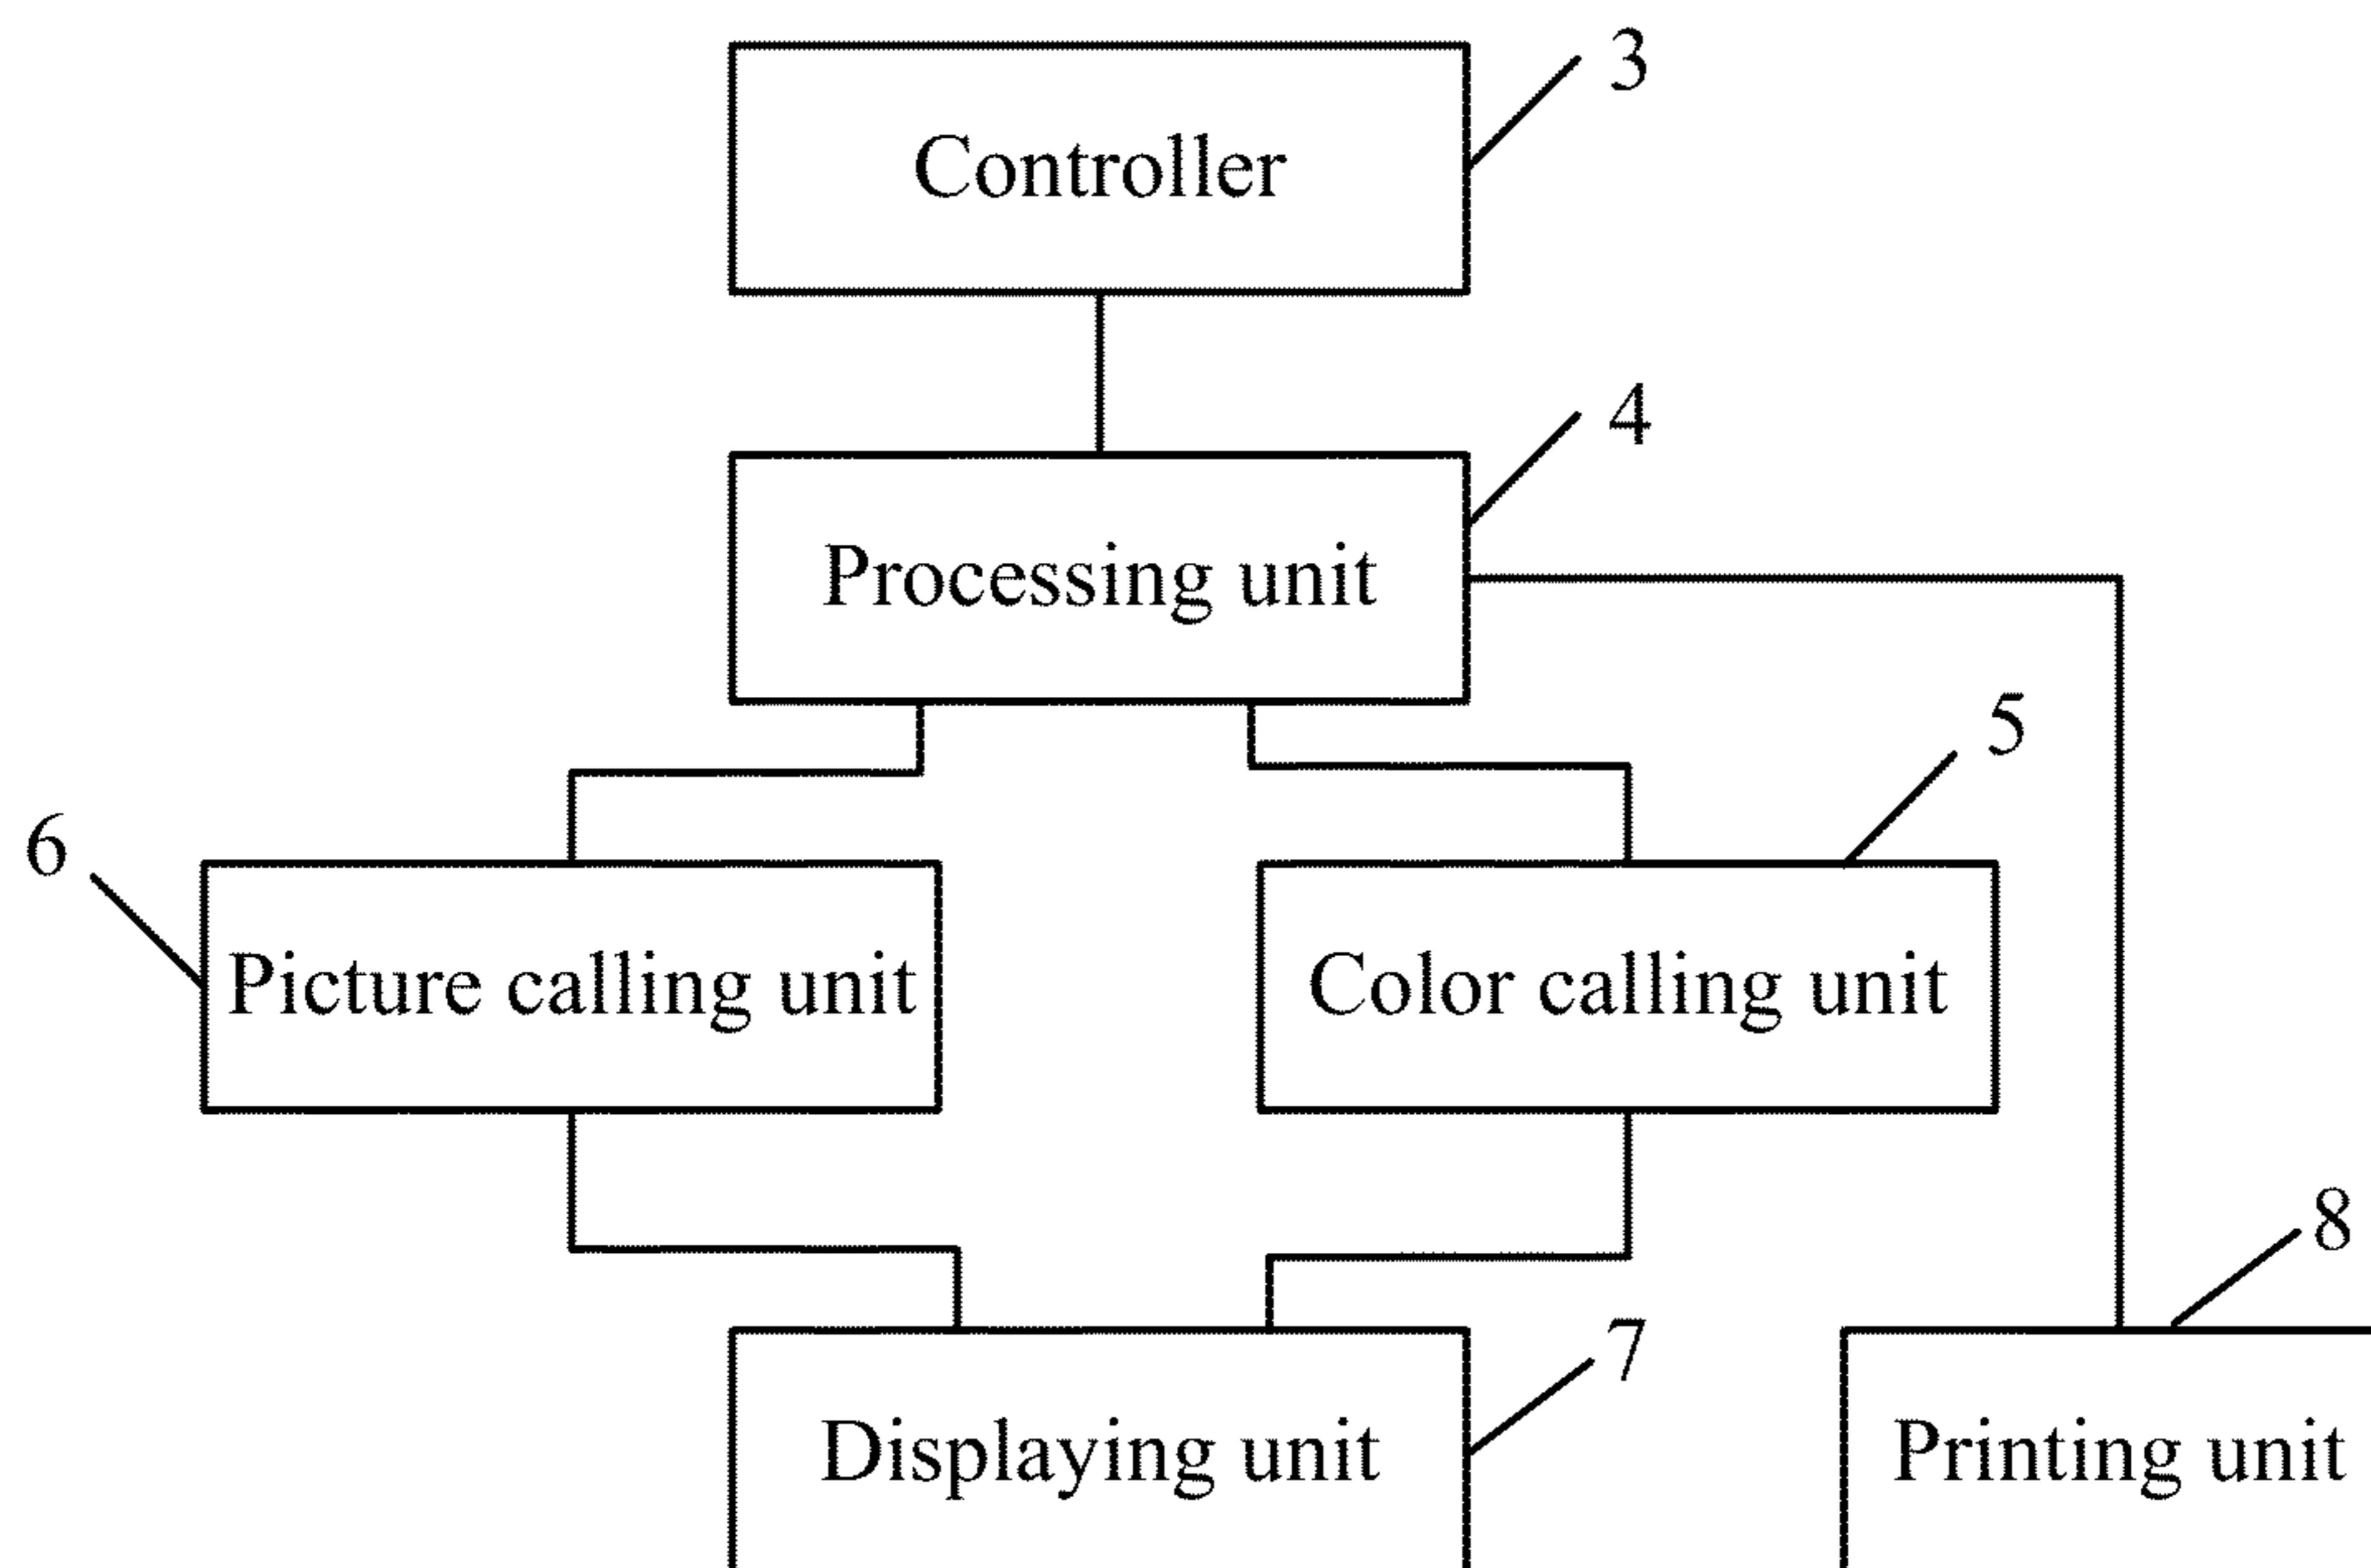 3
Controller
4
Processing unit
5
6
Picture calling unit
Color calling unit
8
7
Displaying unit
Printing unit